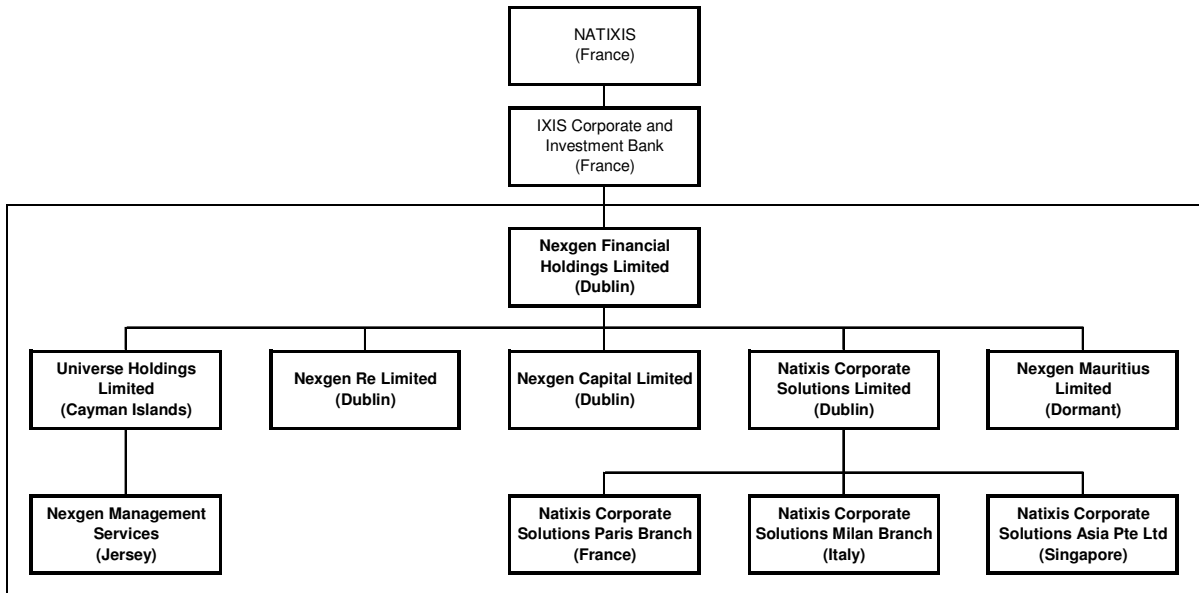 NATIXIS
(France)
IXIS Corporate and
Investment Bank
(France)
Nexgen Financial
Holdings Limited
(Dublin)
Universe Holdings
Limited
(Cayman Islands)
Nexgen Re Limited
(Dublin)
Nexgen Capital Limited
(Dublin)
Natixis Corporate
Solutions Limited
(Dublin)
Nexgen Mauritius
Limited
(Dormant)
Nexgen Management
Services
(Jersey)
Natixis Corporate
Solutions Paris Branch
(France)
Natixis Corporate
Solutions Milan Branch
(Italy)
Natixis Corporate
Solutions Asia Pte Ltd
(Singapore)